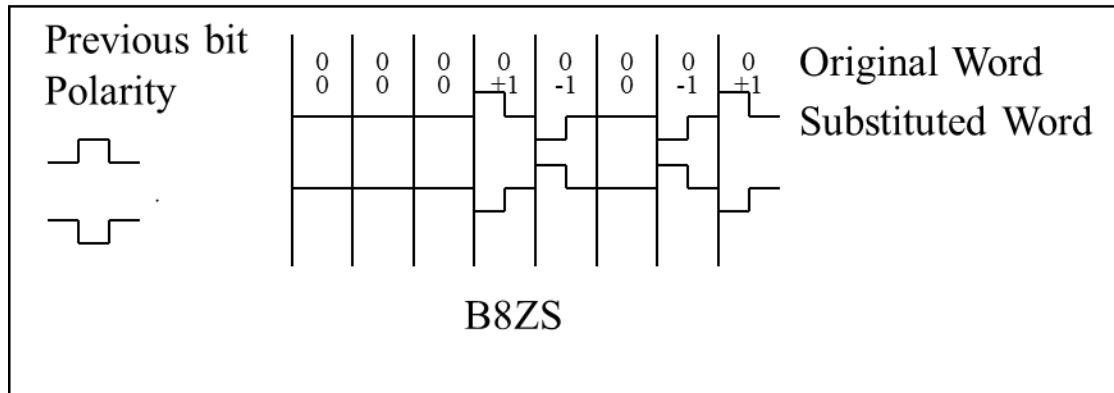 Previous bit
Polarity
0 0 0 0 0 0 0 0
0 0 0 +1 -1 0 -1 +1
Original Word
Substituted Word
B8ZS